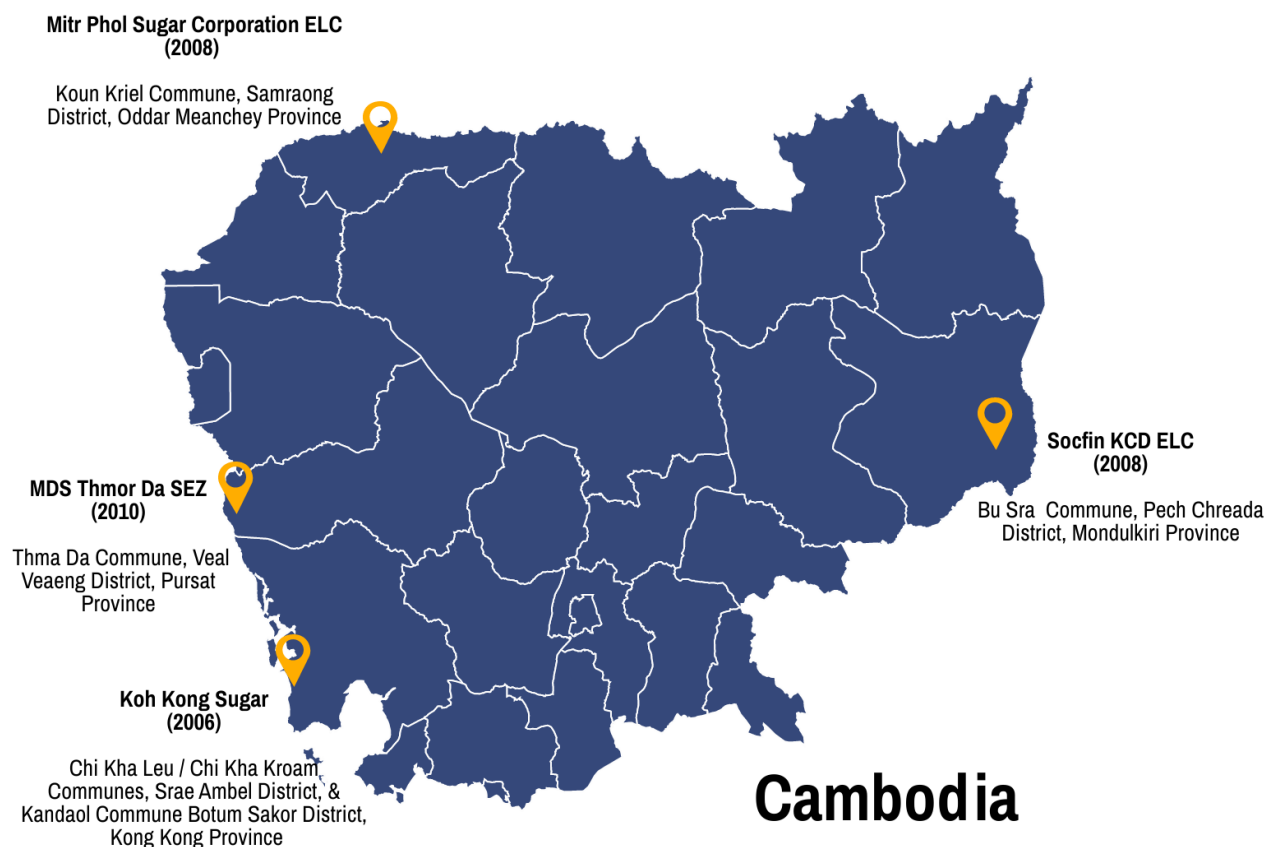 Mitr Phol Sugar Corporation ELC
(2008)
Koun Kriel Commune, Samraong
District, Oddar Meanchey Province
Socfin KCD ELC
(2008)
Bu Sra Commune, Pech Chreada
District, Mondulkiri Province
MDS Thmor Da SEZ
(2010)
Thma Da Commune, Veal
Veaeng District, Pursat
Province
Koh Kong Sugar
(2006)
Chi Kha Leu / Chi Kha Kroam
Communes, Srae Ambel District, &
Kandaol Commune Botum Sakor District,
Kong Kong Province
Cambodia